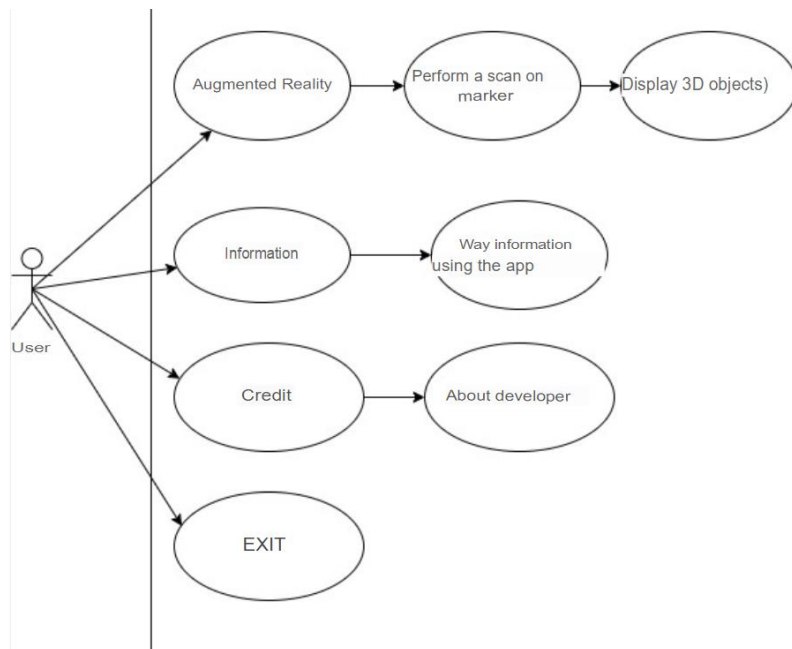 Augmented Reality
Perform a scan on
marker
Display 3D objects)
Information
Way information
using the app
User
Credit
About developer
EXIT